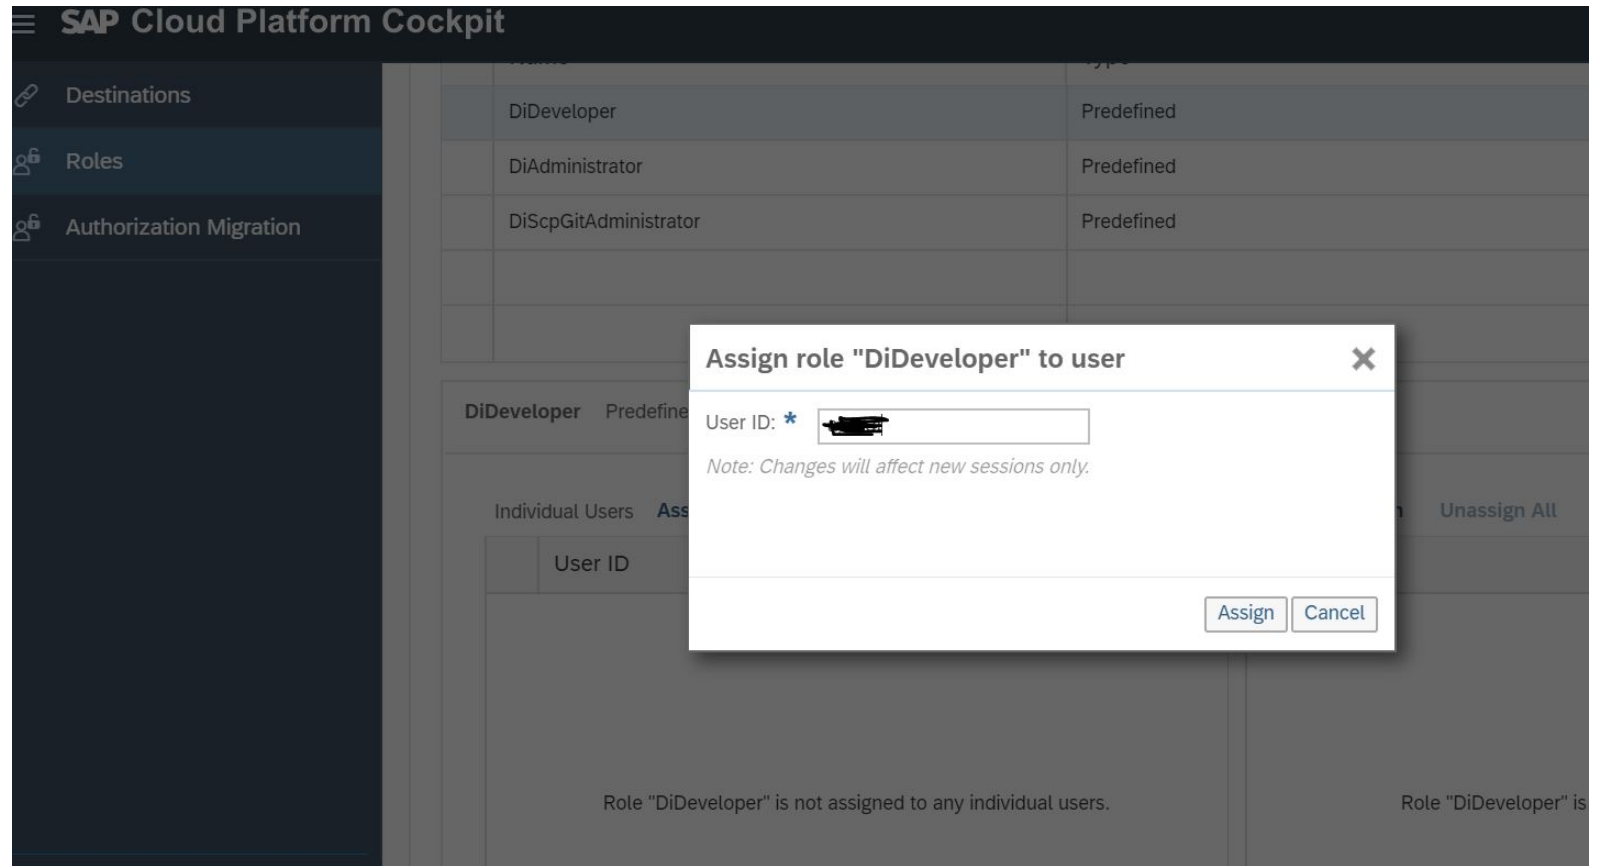 SAP Cloud Platform Cockpit
Destinations
Roles
Authorization Migration
DiDeveloper Predefined
DiAdministrator Predefined
DiScpGitAdministrator Predefined
Assign role "DiDeveloper" to user
User ID: *
Note: Changes will affect new sessions only.
Assign Cancel
DiDeveloper Predefine
Individual Users Ass Unassign All
User ID
Role "DiDeveloper" is not assigned to any individual users.
Role "DiDeveloper" is